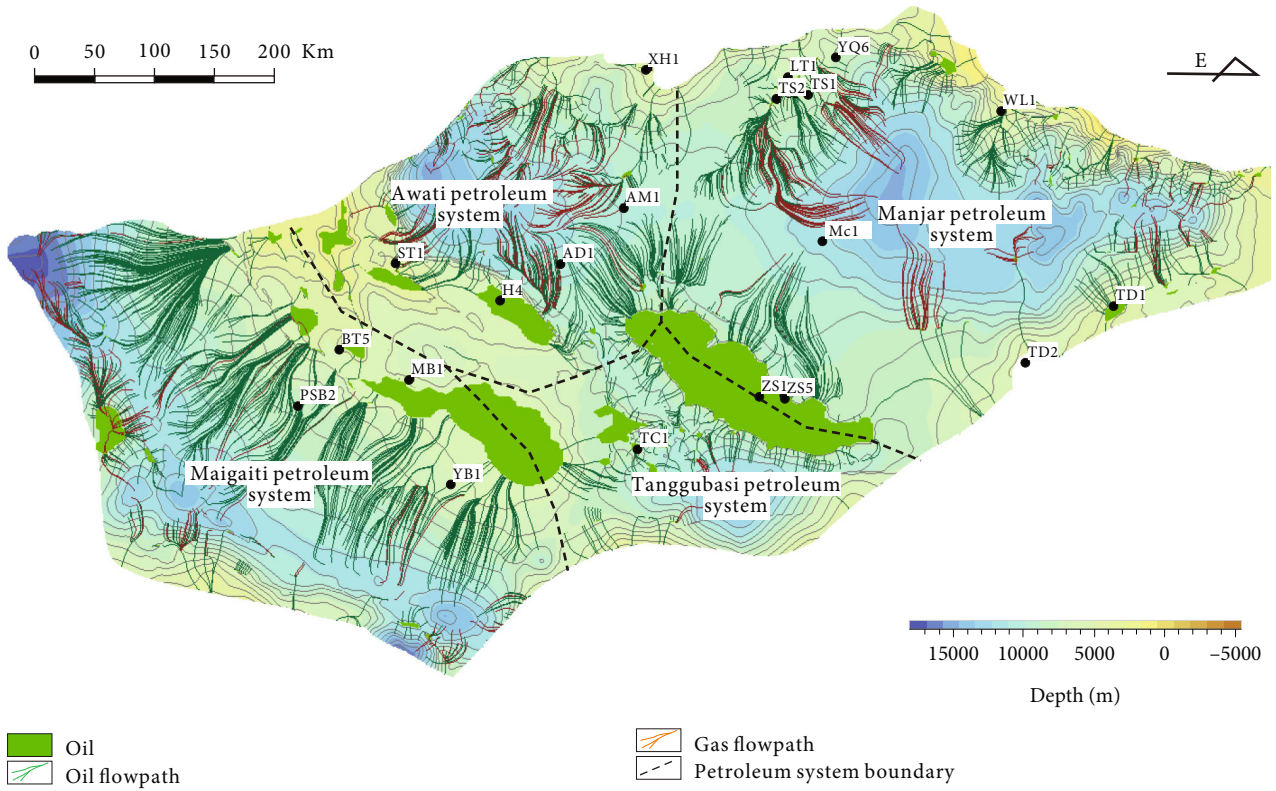 0 50 100 150 200 Km
XH1
YQ6
LT1
TS1
TS2
E
WL1
Awati petroleum
system
AM1
Manjar petroleum
system
Mc1
ST1
AD1
H4
TD1
BT5
TD2
MB1
ZS1
ZS5
PSB2
TC1
Maigaiti petroleum
system
YB1
Tanggubasi petroleum
system
15000 10000 5000 0 −5000
Depth (m)
Oil
Oil flowpath
Gas flowpath
Petroleum system boundary